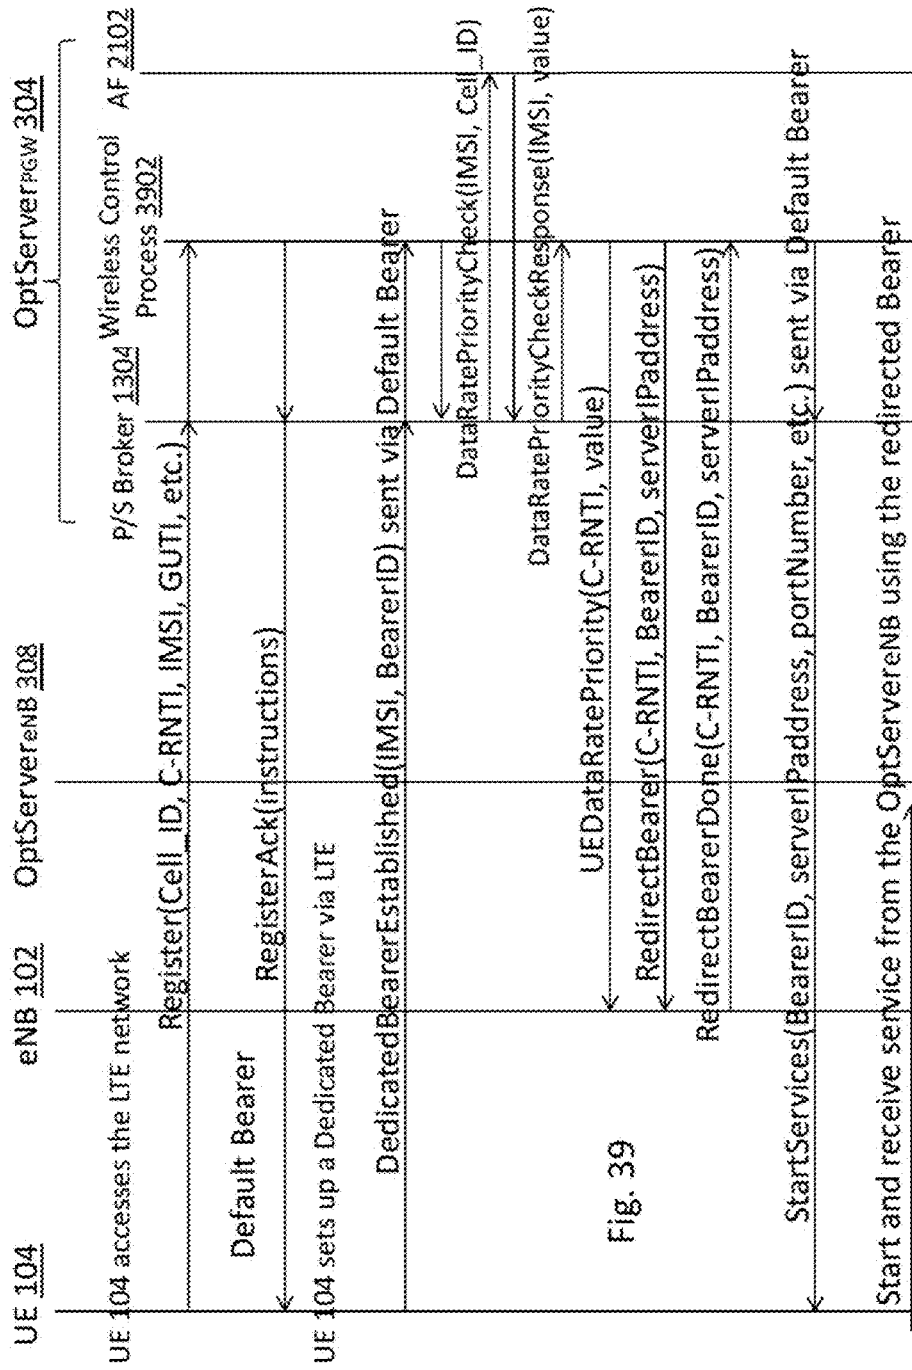 UE 104
eNB 102
OptServereNB 308
OptServerPGW 304
P/S Broker 1304
Wireless Control
Process 3902
AF 2102
UE 104 accesses the LTE network
Register(Cell_ID, C-RNTI, IMSI, GUTI, etc.)
Default Bearer
RegisterAck(instructions)
UE 104 sets up a Dedicated Bearer via LTE
DedicatedBearerEstablished(IMSI, BearerID) sent via Default Bearer
DataRatePriorityCheck(IMSI, Cell_ID)
DataRatePriorityCheckResponse(IMSI, value)
UEDataRatePriority(C-RNTI, value)
RedirectBearer(C-RNTI, BearerID, serverIPaddress)
RedirectBearerDone(C-RNTI, BearerID, serverIPaddress)
StartServices(BearerID, serverIPaddress, portNumber, etc.) sent via Default Bearer
Start and receive service from the OptServereNB using the redirected Bearer
Fig. 39